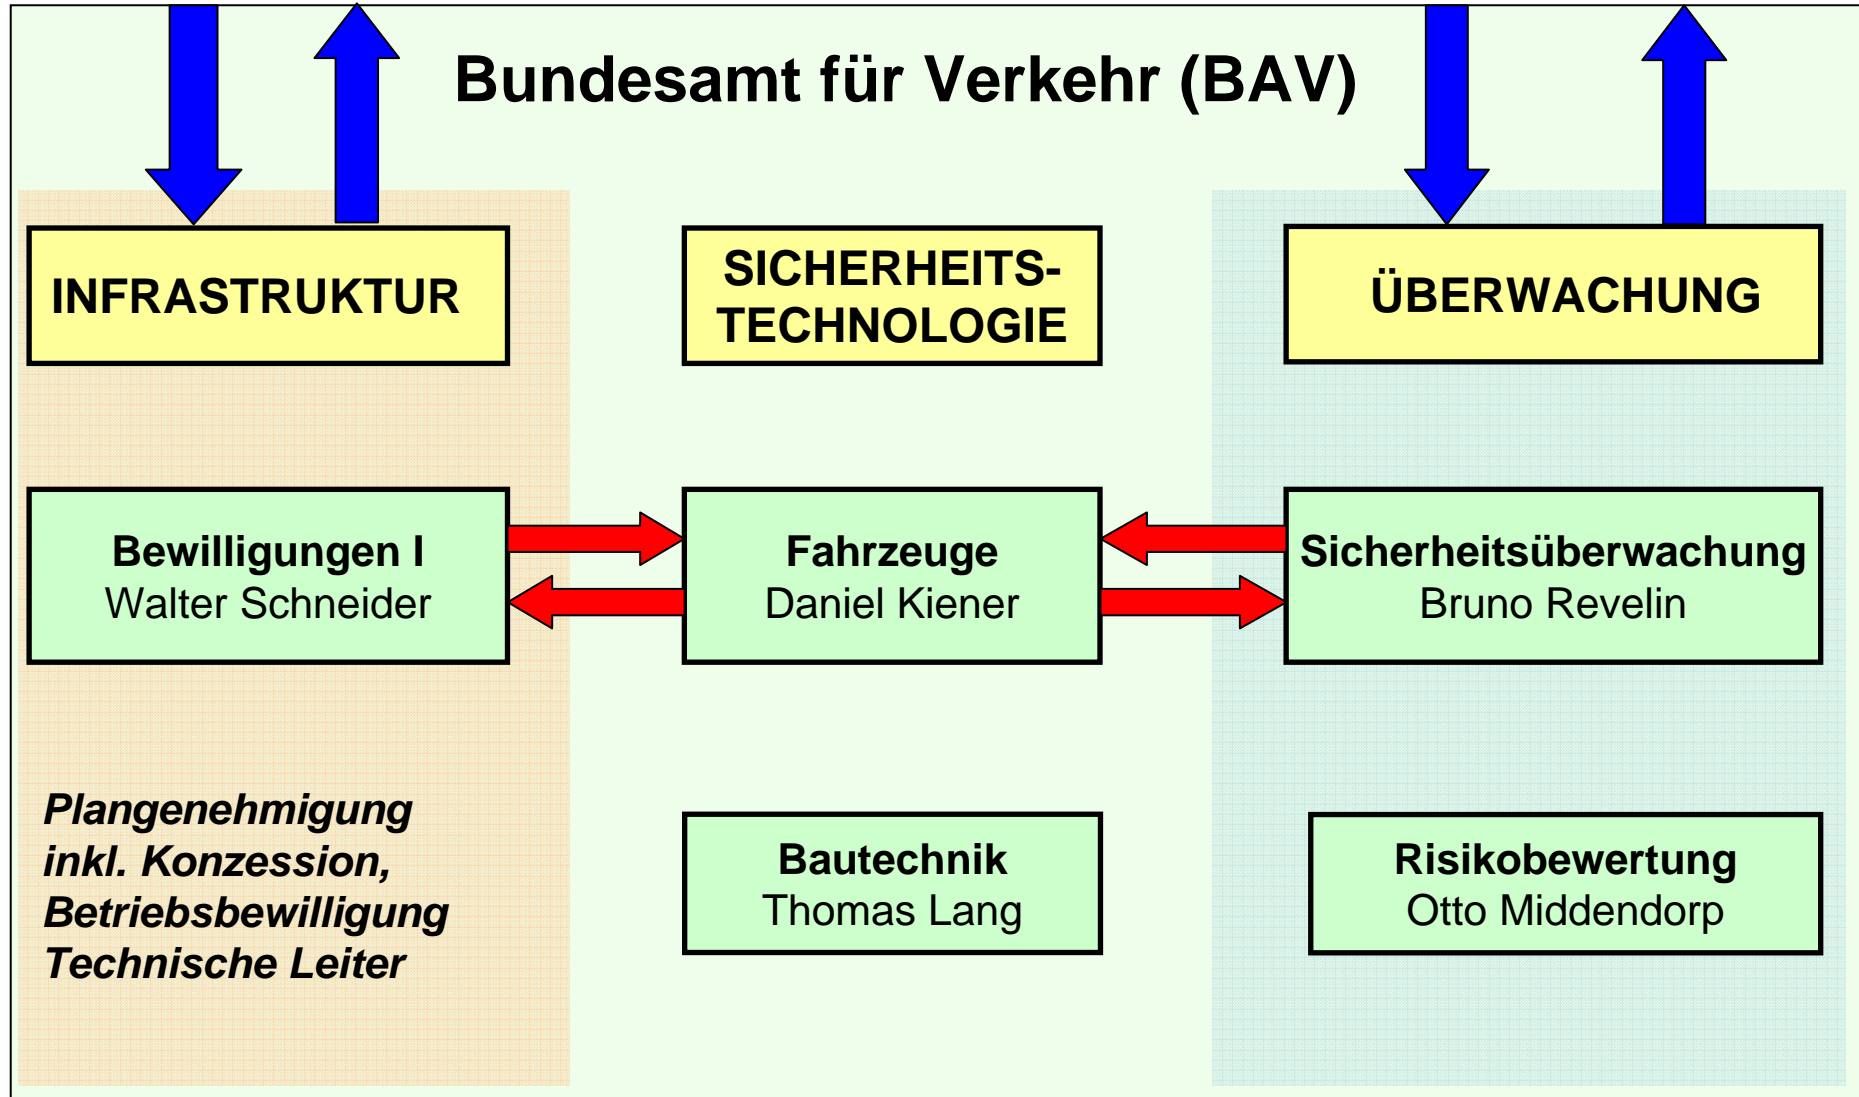 Bundesamt für Verkehr (BAV)
INFRASTRUKTUR
SICHERHEITS-
TECHNOLOGIE
ÜBERWACHUNG
Bewilligungen I
Walter Schneider
Fahrzeuge
Daniel Kiener
Sicherheitsüberwachung
Bruno Revelin
Plangenehmigung
inkl. Konzession,
Betriebsbewilligung
Technische Leiter
Bautechnik
Thomas Lang
Risikobewertung
Otto Middendorp